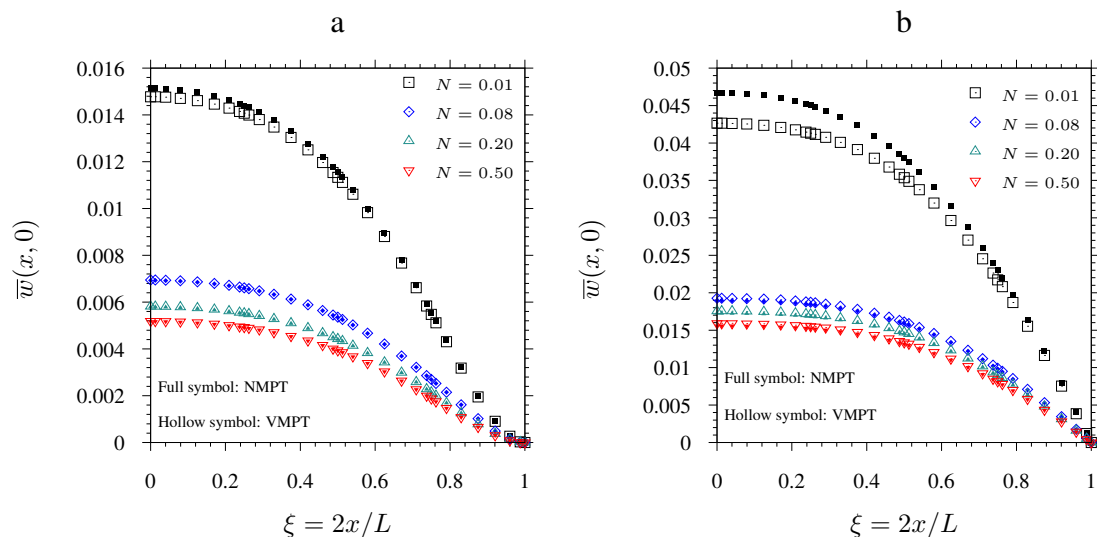 a
0.016
0.014
0.012
0.01
0.008
0.006
0.004
0.002
0
0
0.2
0.4
0.6
0.8
1
w̅(x, 0)
ξ = 2x/L
N = 0.01
N = 0.08
N = 0.20
N = 0.50
Full symbol: NMPT
Hollow symbol: VMPT
b
0.05
0.045
0.04
0.035
0.03
0.025
0.02
0.015
0.01
0.005
0
0
0.2
0.4
0.6
0.8
1
w̅(x, 0)
ξ = 2x/L
N = 0.01
N = 0.08
N = 0.20
N = 0.50
Full symbol: NMPT
Hollow symbol: VMPT